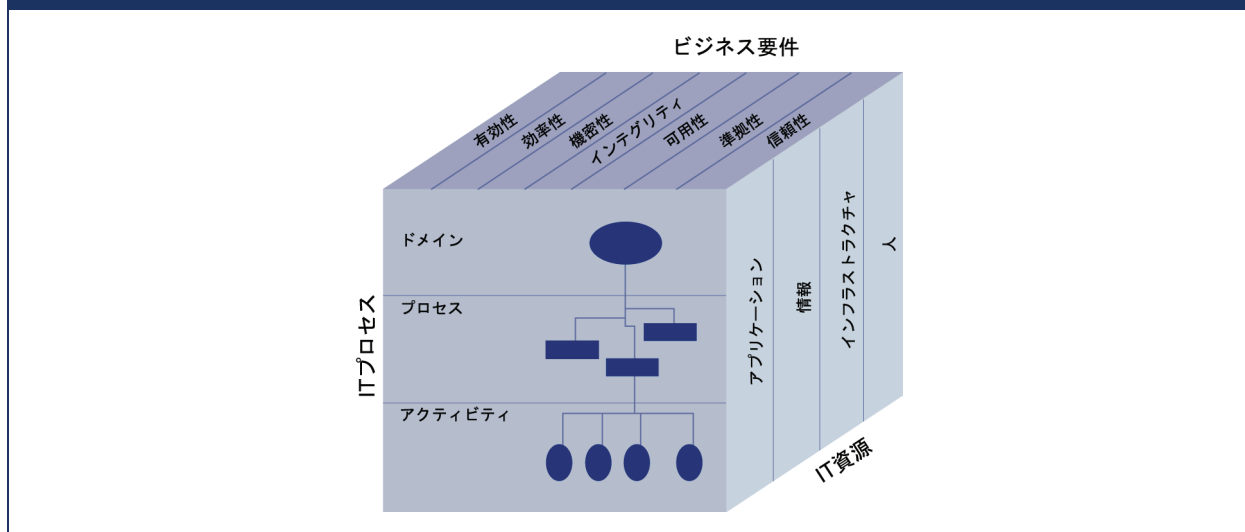 ビジネス要件
有効性
効率性
機密性
インテグリティ
可用性
準拠性
信頼性
ITプロセス
ドメイン
プロセス
アクティビティ
アプリケーション
情報
インフラストラクチャ
人
IT資源